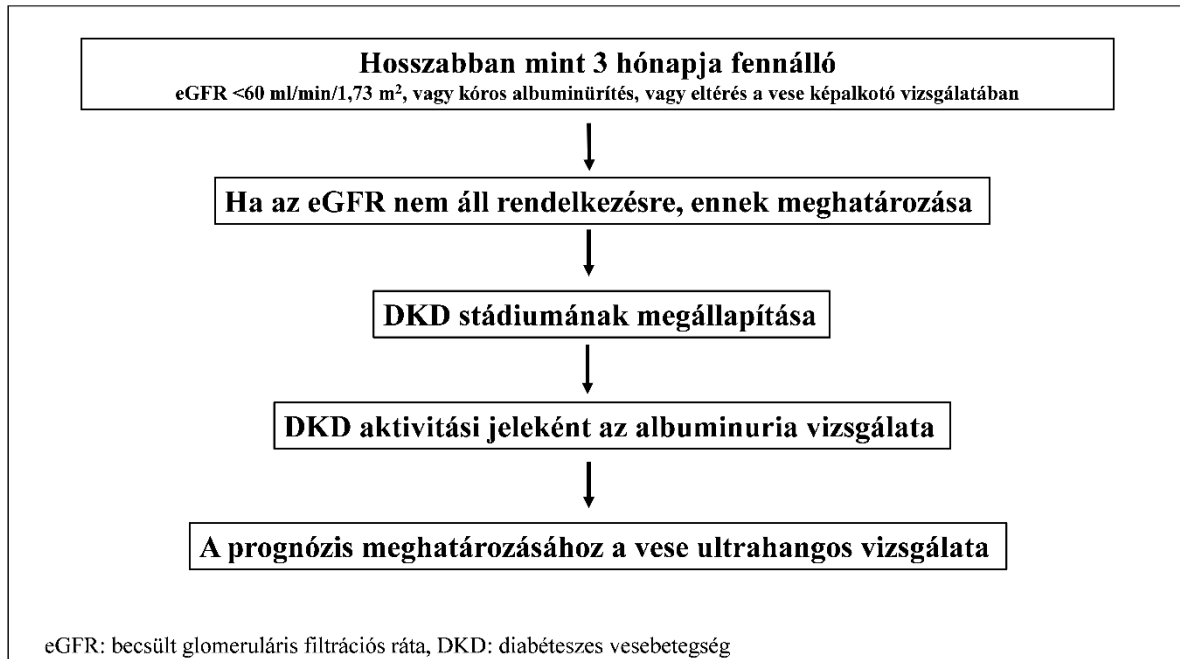 Hosszabban mint 3 hónapja fennálló
eGFR <60 ml/min/1,73 m², vagy kóros albuminürítés, vagy eltérés a vese képalkotó vizsgálatában
Ha az eGFR nem áll rendelkezésre, ennek meghatározása
DKD stádiumának megállapítása
DKD aktivitási jeleként az albuminuria vizsgálata
A prognózis meghatározásához a vese ultrahangos vizsgálata
eGFR: becsült glomeruláris filtrációs ráta, DKD: diabéteszes vesebetegség